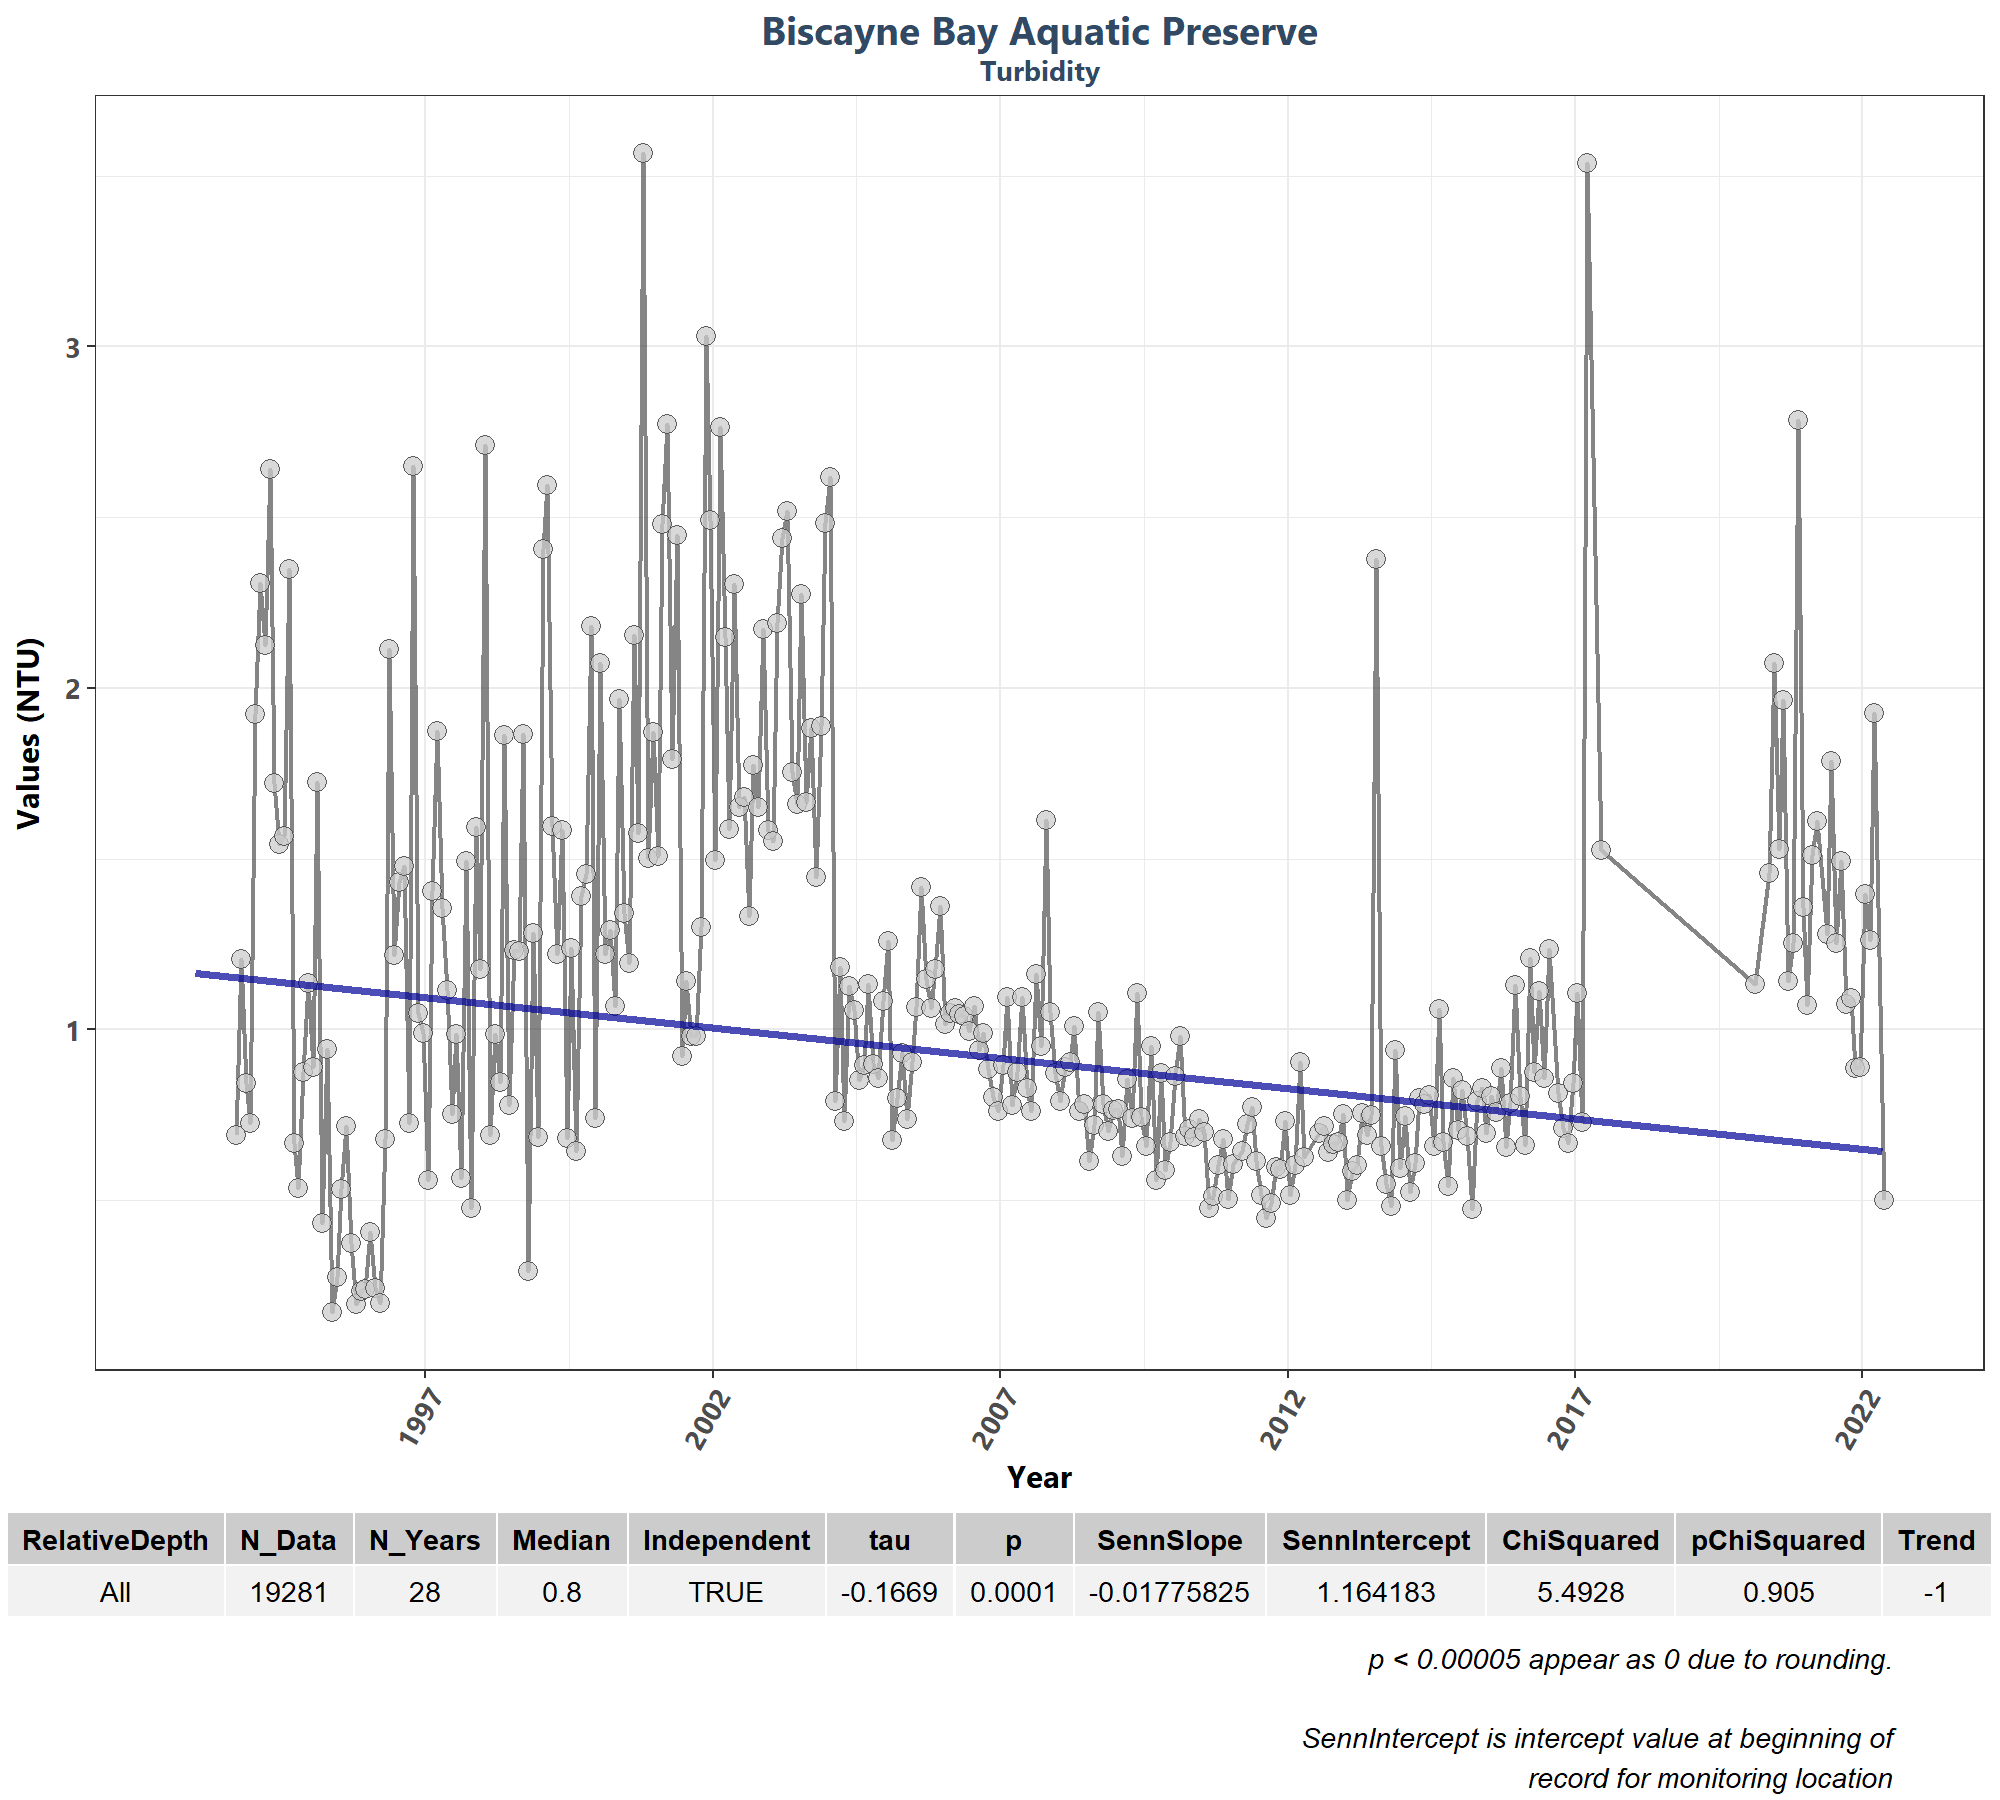 Biscayne Bay Aquatic Preserve
Turbidity
Values (NTU)
3
2
1
1997 2002 2007 2012 2017 2022
Year
RelativeDepth N_Data N_Years Median Independent tau p SennSlope SennIntercept ChiSquared pChiSquared Trend
All 19281 28 0.8 TRUE -0.1669 0.0001 -0.01775825 1.164183 5.4928 0.905 -1
p < 0.00005 appear as 0 due to rounding.
SennIntercept is intercept value at beginning of
record for monitoring location